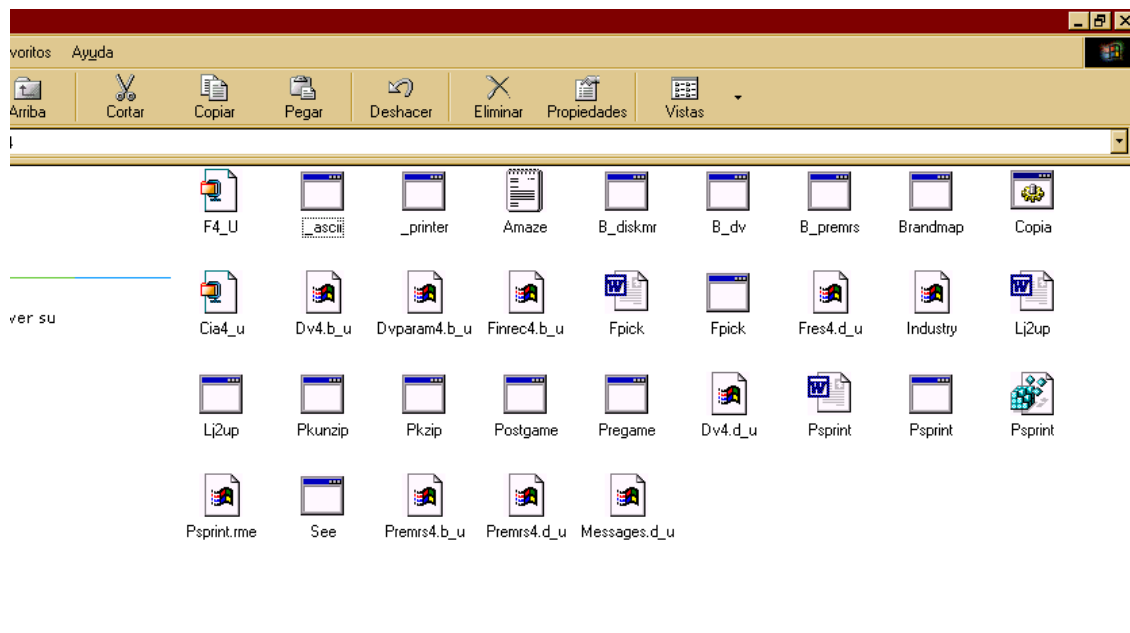 voritos Ayuda
Arriba Cortar Copiar Pegar Deshacer Eliminar Propiedades Vistas
4
F4_U _ascii _printer Amaze B_diskmr B_dv B_premrs Brandmap Copia
ver su
Cia4_u Dv4.b_u Dvparam4.b_u Finrec4.b_u Fpick Fpick Fres4.d_u Industry Lj2up
Lj2up Pkunzip Pkzip Postgame Pregame Dv4.d_u Psprint Psprint Psprint
Psprint.rme See Premrs4.b_u Premrs4.d_u Messages.d_u